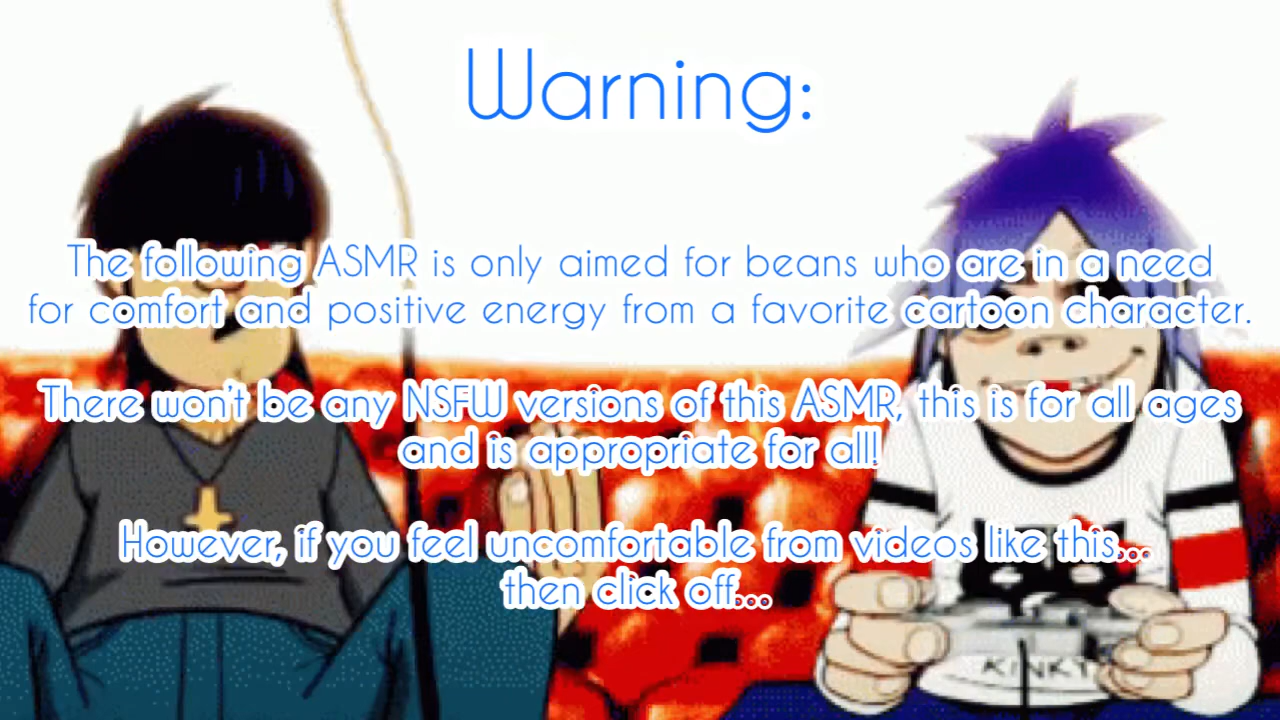 Warning:
The following ASMR is only aimed for beans who are in a need
for comfort and positive energy from a favorite cartoon character.
There won't be any NSFW versions of this ASMR, this is for all ages
and is appropriate for all!
However, if you feel uncomfortable from videos like this...
then click off...
KINKY